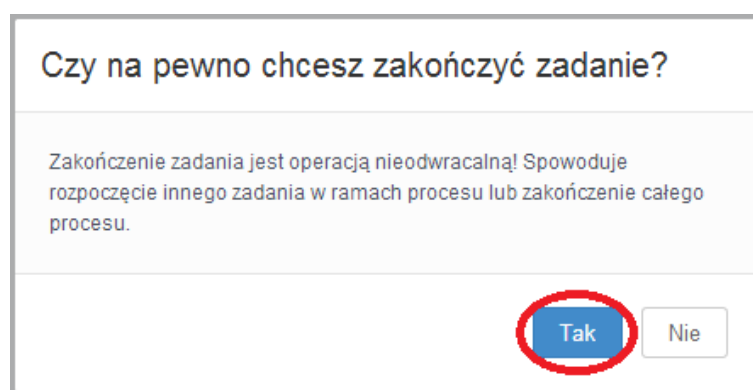 Czy na pewno chcesz zakończyć zadanie?
Zakończenie zadania jest operacją nieodwracalną! Spowoduje
rozpoczęcie innego zadania w ramach procesu lub zakończenie całego
procesu.
Tak Nie